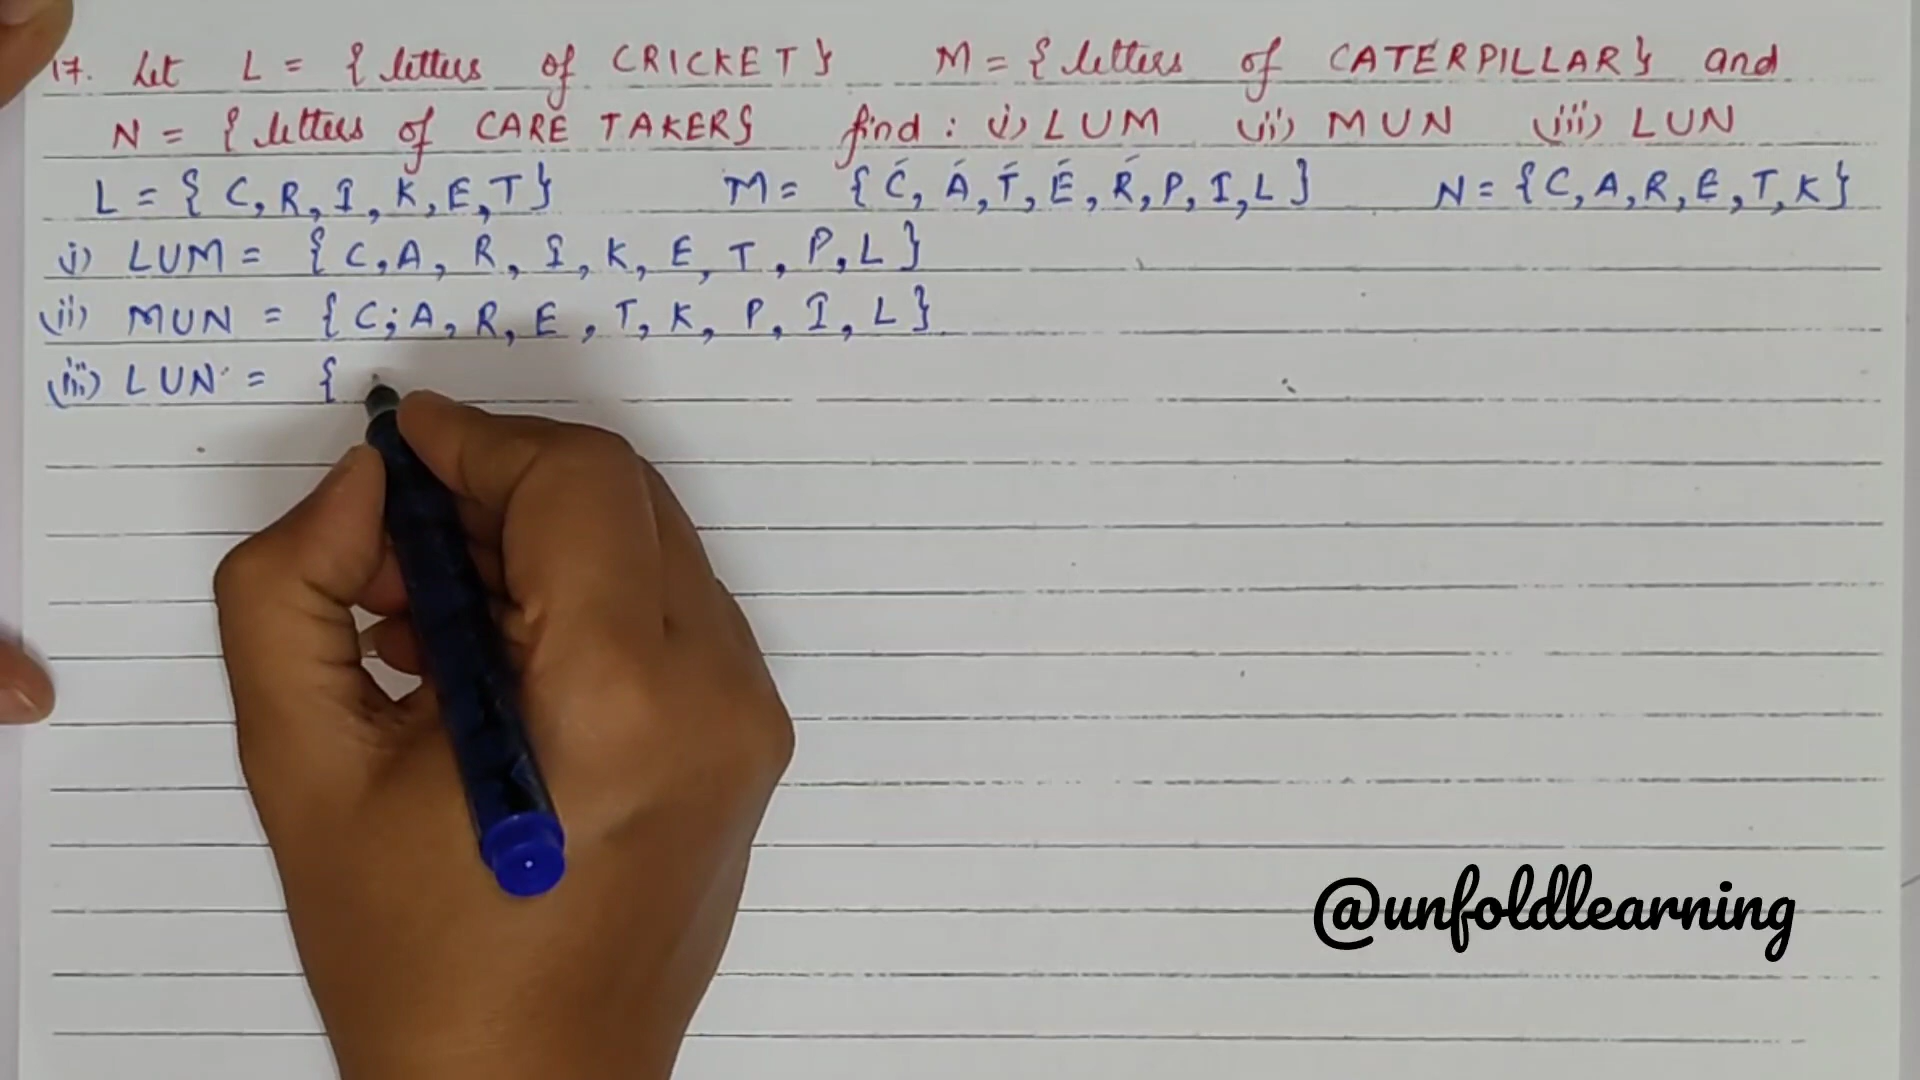 17. Let L = { letters of CRICKET } M = { letters of CATERPILLAR } and
N = { letters of CARE TAKER} find : i) LUM (ii) MUN (iii) LUN
L = { C, R, I, K, E, T } M = { C, A, T, E, R, P, I, L } N = { C, A, R, E, T, K }
i) LUM = { C, A, R, I, K, E, T, P, L }
(ii) MUN = { C, A, R, E, T, K, P, I, L }
(iii) LUN = {
@unfoldlearning